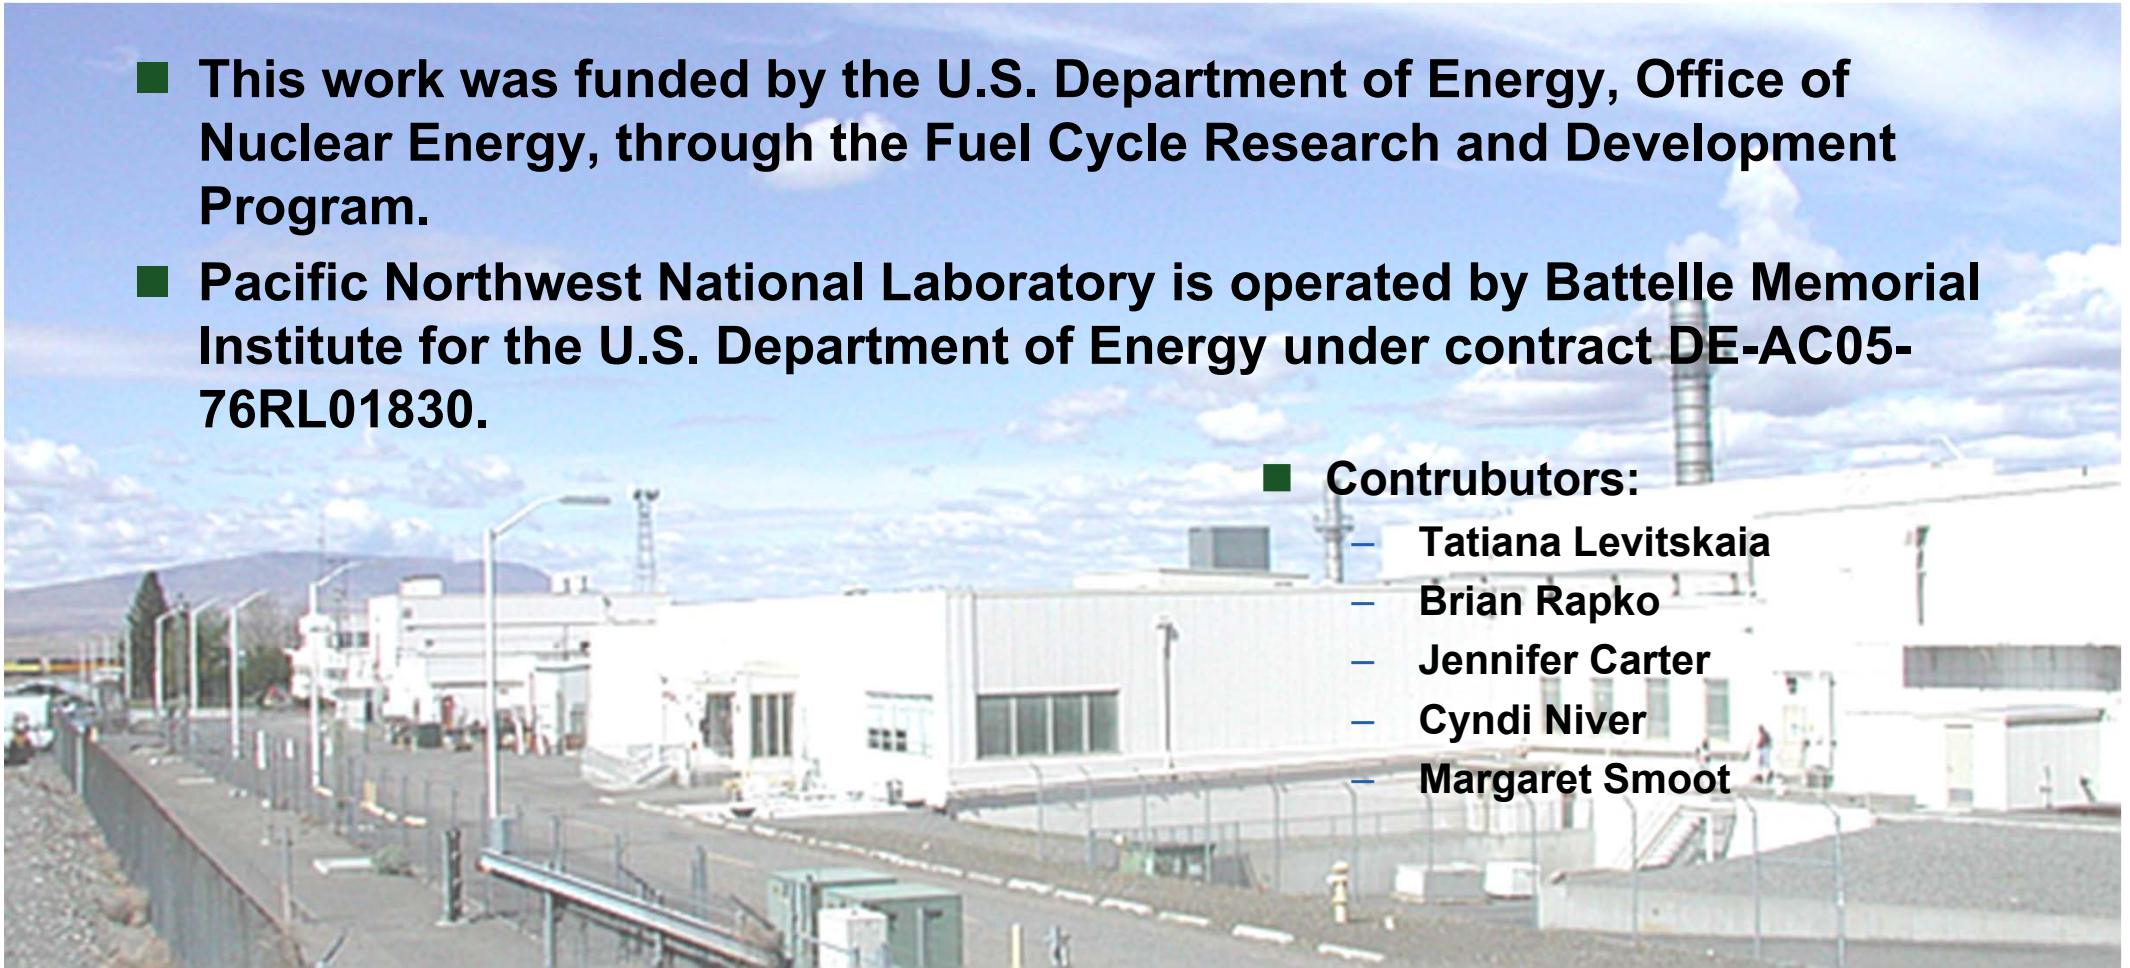 This work was funded by the U.S. Department of Energy, Office of
Nuclear Energy, through the Fuel Cycle Research and Development
Program.
Pacific Northwest National Laboratory is operated by Battelle Memorial
Institute for the U.S. Department of Energy under contract DE-AC05-
76RL01830.
Contrubutors:
– Tatiana Levitskaia
– Brian Rapko
– Jennifer Carter
– Cyndi Niver
– Margaret Smoot